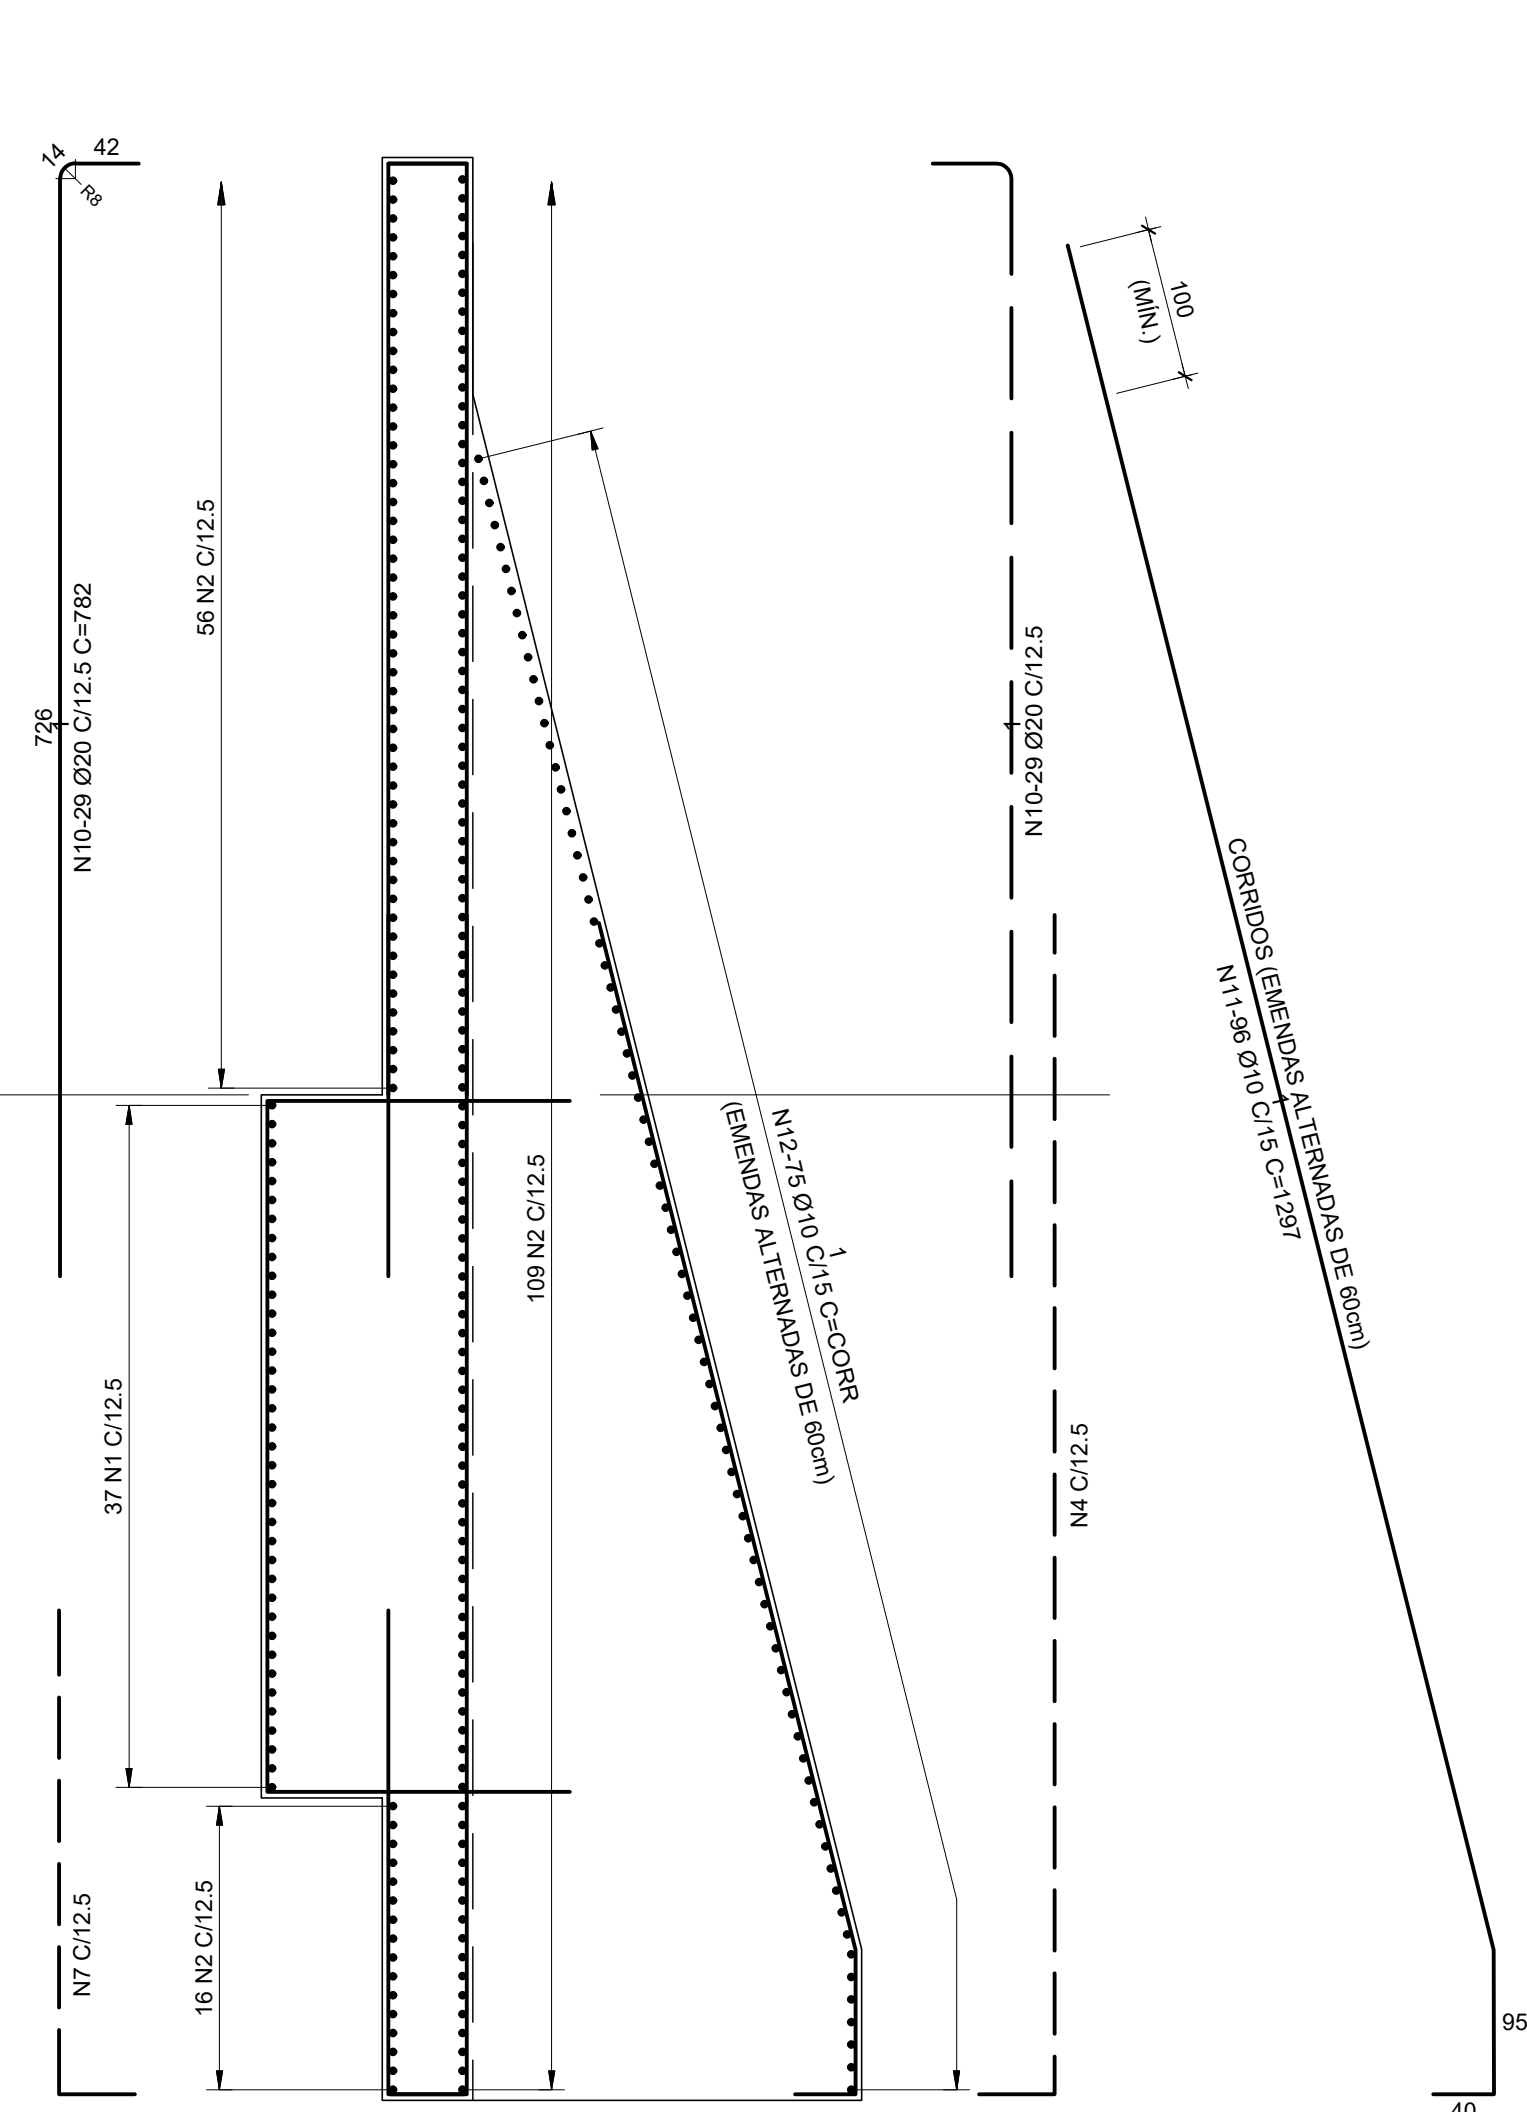 14
42
R8
726
N10-29 Ø20 C/12.5 C=782
56 N2 C/12.5
109 N2 C/12.5
37 N1 C/12.5
16 N2 C/12.5
N7 C/12.5
N12-75 Ø10 C/15 C=CORR
1
(EMENDAS ALTERNADAS DE 60cm)
1
N10-29 Ø20 C/12.5
N4 C/12.5
100
(MÍN.)
CORRIDOS (EMENDAS ALTERNADAS DE 60cm)
1
N11-96 Ø10 C/15 C=1297
95
40
1